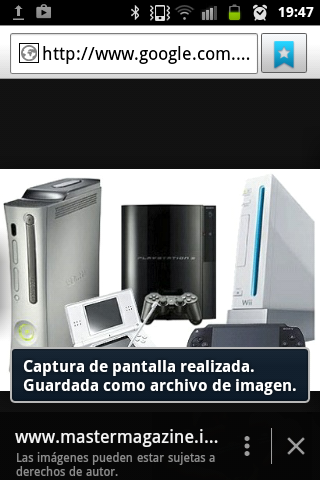 19:47
http://www.google.com....
PLAYSTATION 3
Wii
Captura de pantalla realizada.
Guardada como archivo de imagen.
www.mastermagazine.i...
Las imágenes pueden estar sujetas a
derechos de autor.